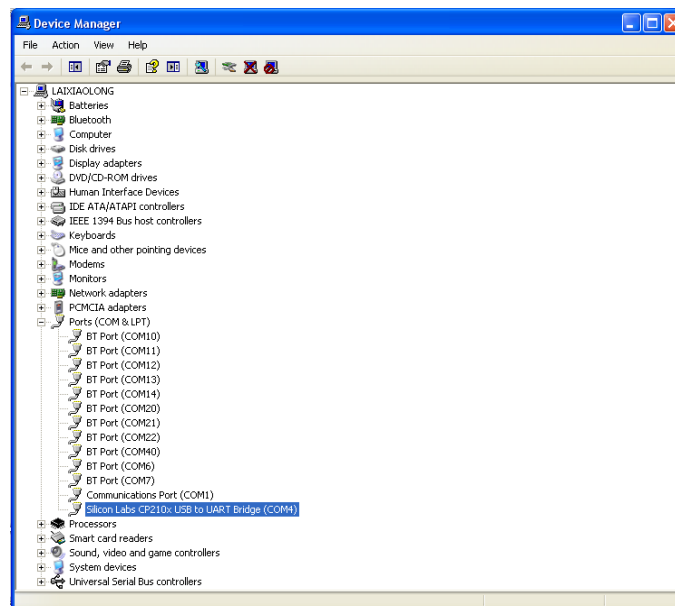 Device Manager
File Action View Help
LAIXIAOLONG
Batteries
Bluetooth
Computer
Disk drives
Display adapters
DVD/CD-ROM drives
Human Interface Devices
IDE ATA/ATAPI controllers
IEEE 1394 Bus host controllers
Keyboards
Mice and other pointing devices
Modems
Monitors
Network adapters
PCMCIA adapters
Ports (COM & LPT)
BT Port (COM10)
BT Port (COM11)
BT Port (COM12)
BT Port (COM13)
BT Port (COM14)
BT Port (COM20)
BT Port (COM21)
BT Port (COM22)
BT Port (COM40)
BT Port (COM6)
BT Port (COM7)
Communications Port (COM1)
Silicon Labs CP210x USB to UART Bridge (COM4)
Processors
Smart card readers
Sound, video and game controllers
System devices
Universal Serial Bus controllers